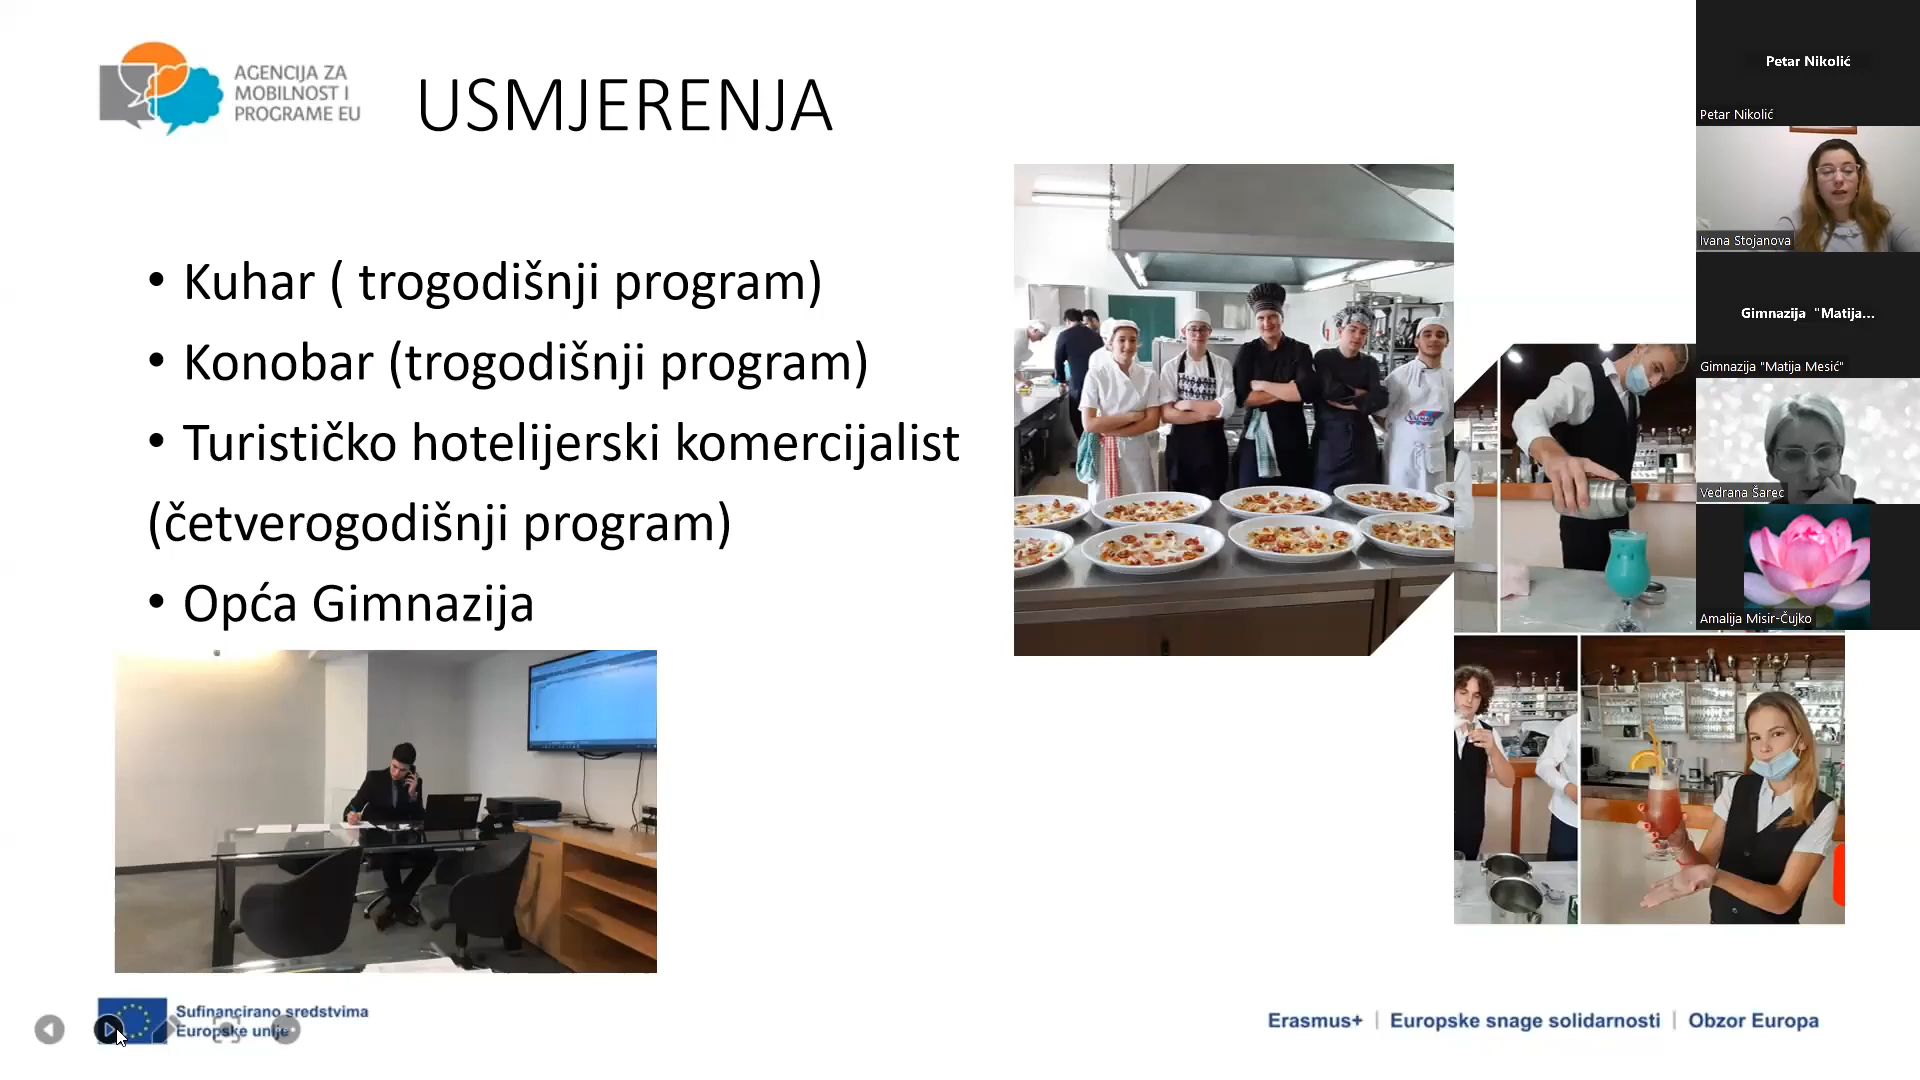 AGENCIJA ZA
MOBILNOST I
PROGRAME EU
USMJERENJA
• Kuhar ( trogodišnji program)
• Konobar (trogodišnji program)
• Turističko hotelijerski komercijalist
(četverogodišnji program)
• Opća Gimnazija
Sufinancirano sredstvima
Europske unije
Erasmus+ | Europske snage solidarnosti | Obzor Europa
Petar Nikolić
Petar Nikolić
Ivana Stojanova
Gimnazija "Matija...
Gimnazija "Matija Mesić"
Vedrana Šarec
Amalija Misir-Čujko